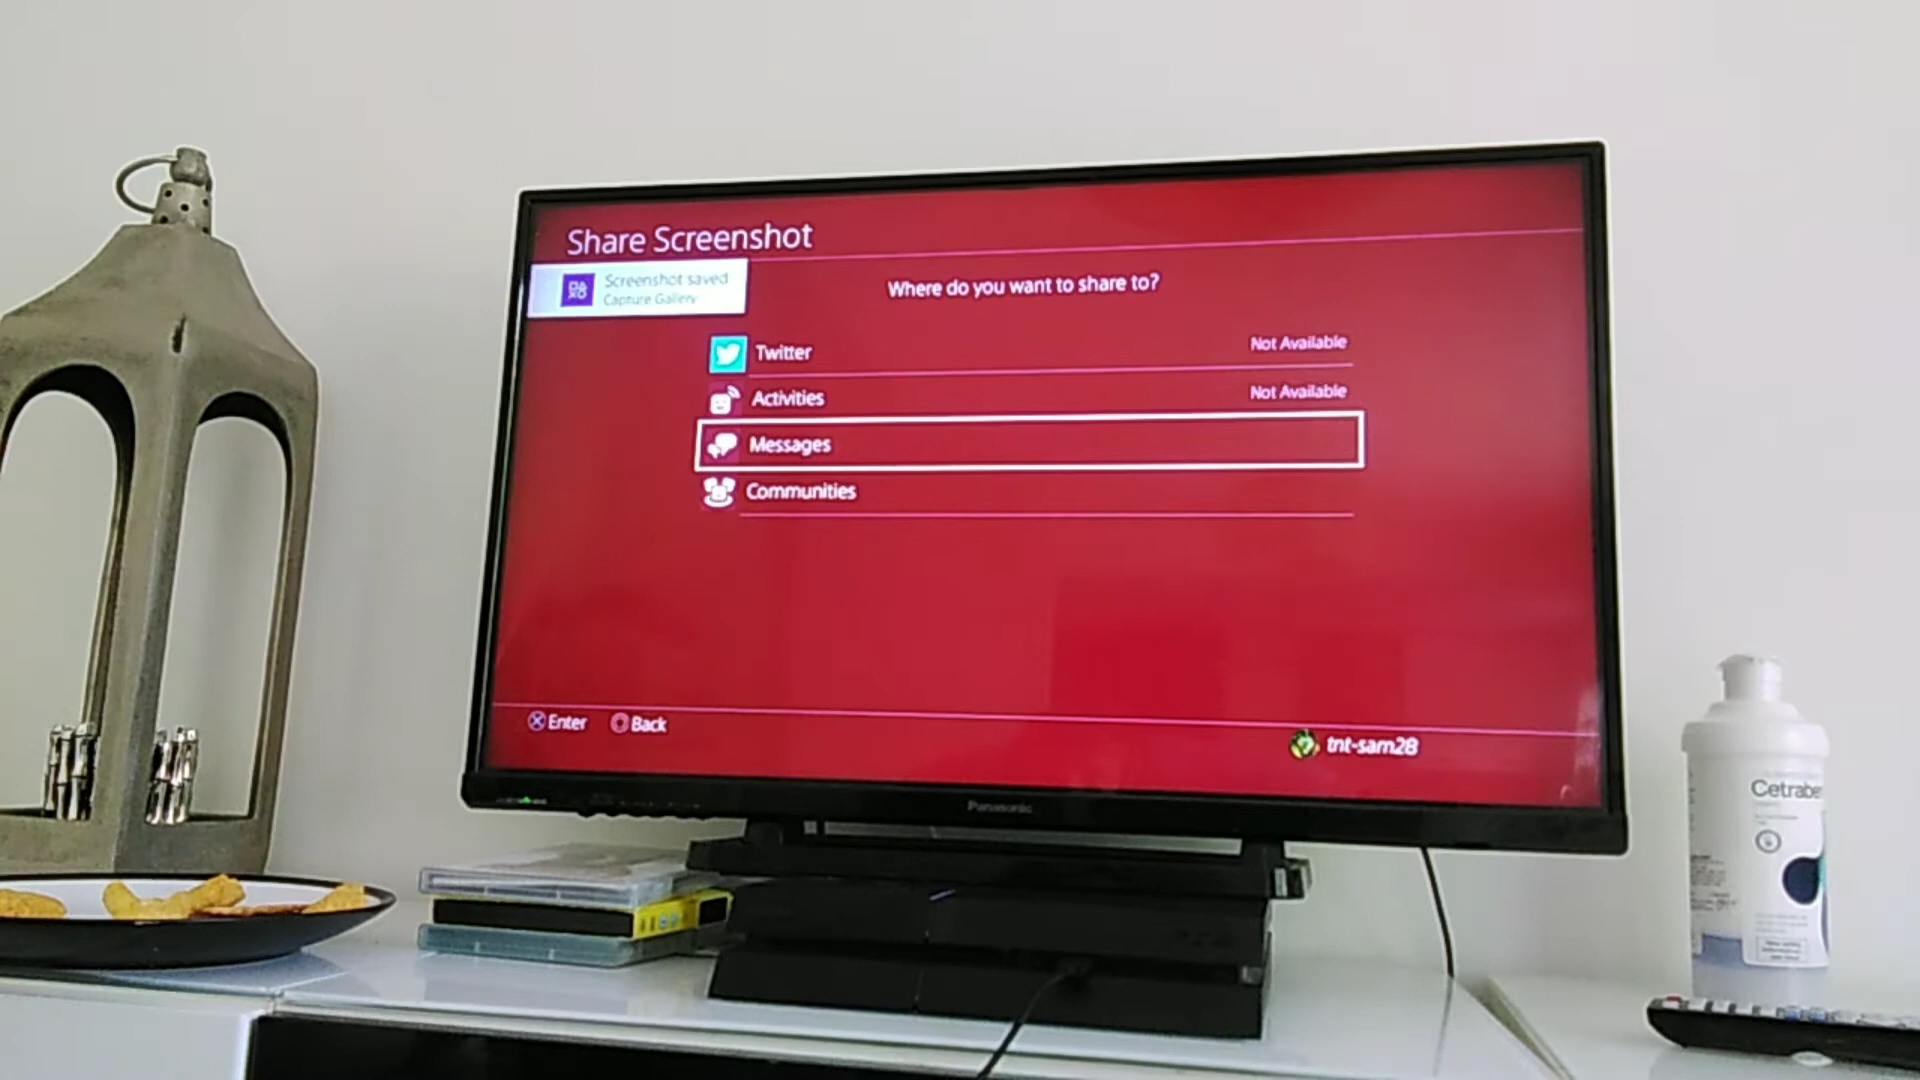 Share Screenshot
Screenshot saved
Capture Gallery
Where do you want to share to?
Twitter
Not Available
Activities
Not Available
Messages
Communities
Enter
Back
tnt-sam28
Panasonic
Cetrabe